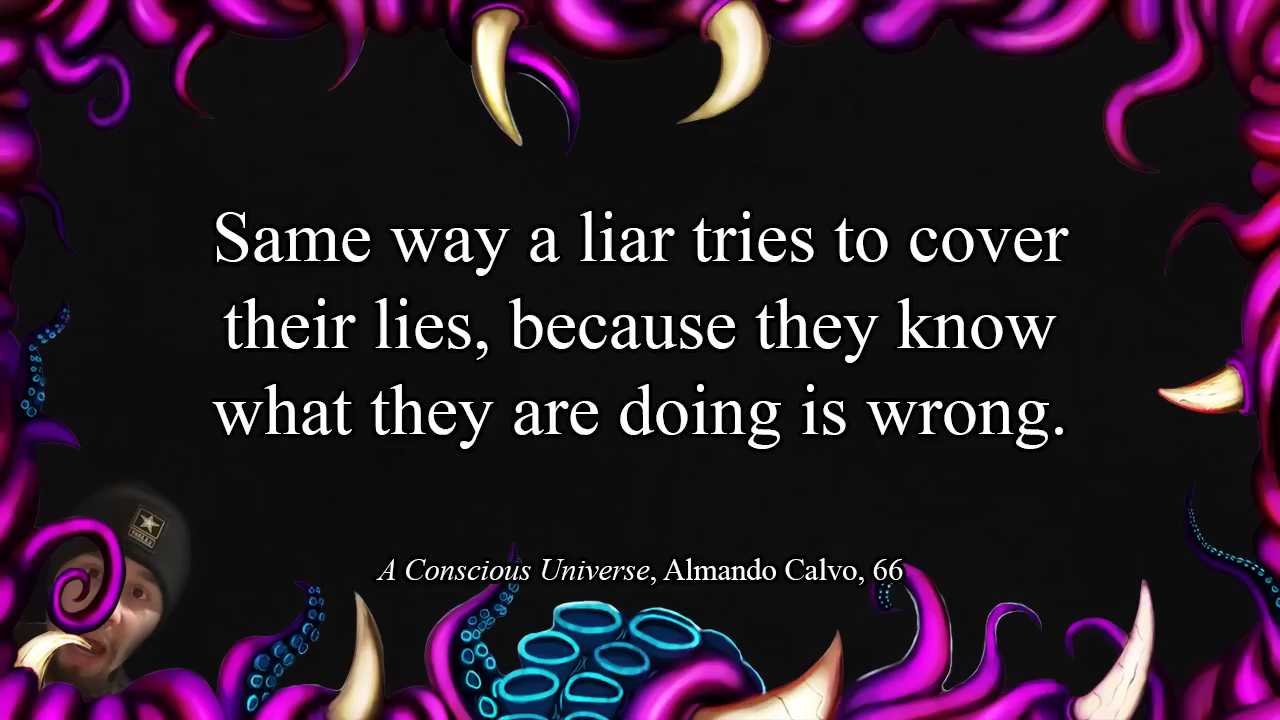 Same way a liar tries to cover
their lies, because they know
what they are doing is wrong.
A Conscious Universe, Almando Calvo, 66